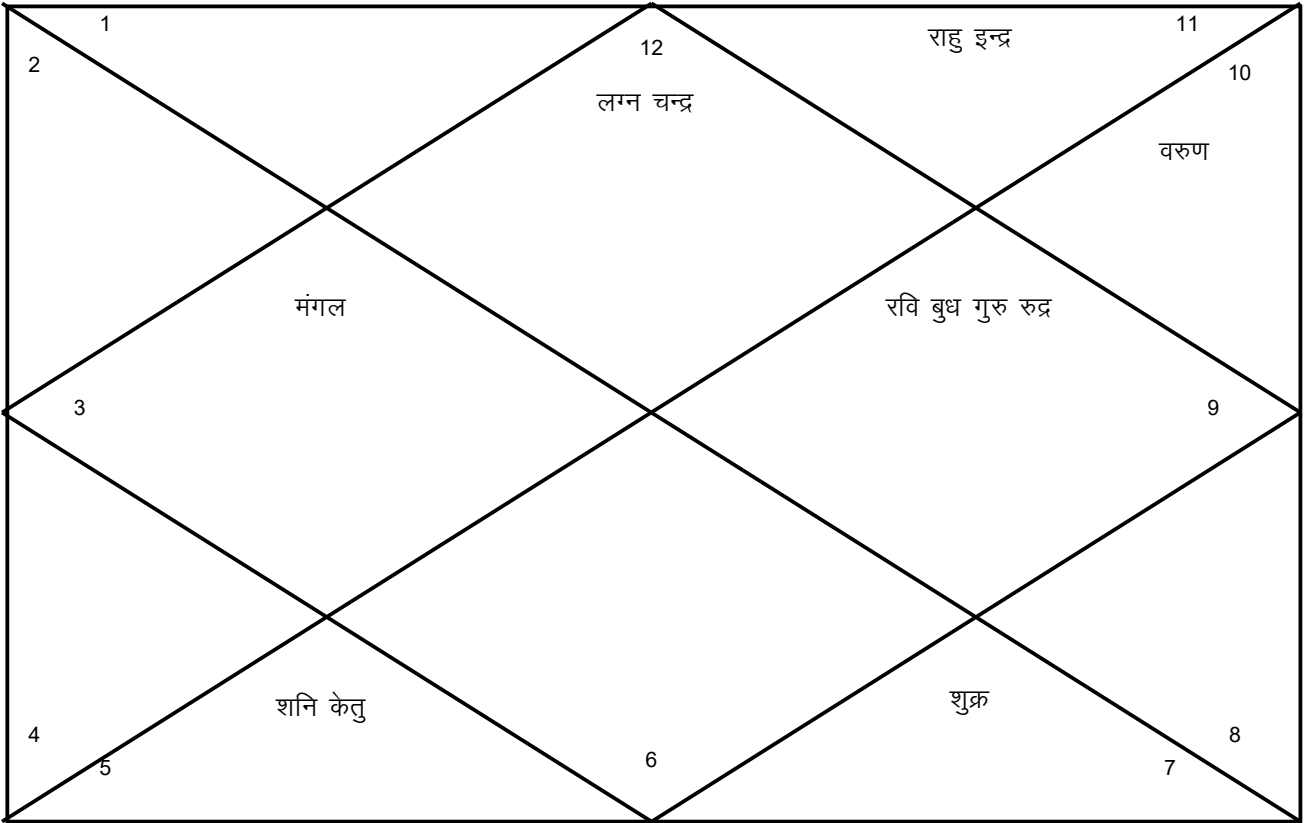 1
राहु इन्द्र
11
2
12
10
लग्न चन्द्र
वरुण
मंगल
रवि बुध गुरु रुद्र
3
9
शनि केतु
शुक्र
4
6
8
5
7